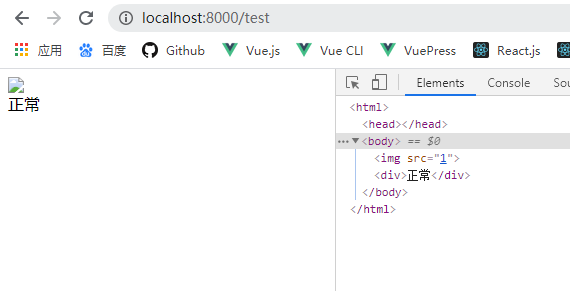 localhost:8000/test
应用 百度 Github Vue.js Vue CLI VuePress React.js
正常
Elements Console Sou
<html>
<head></head>
<body> == $0
<img src="1">
<div>正常</div>
</body>
</html>